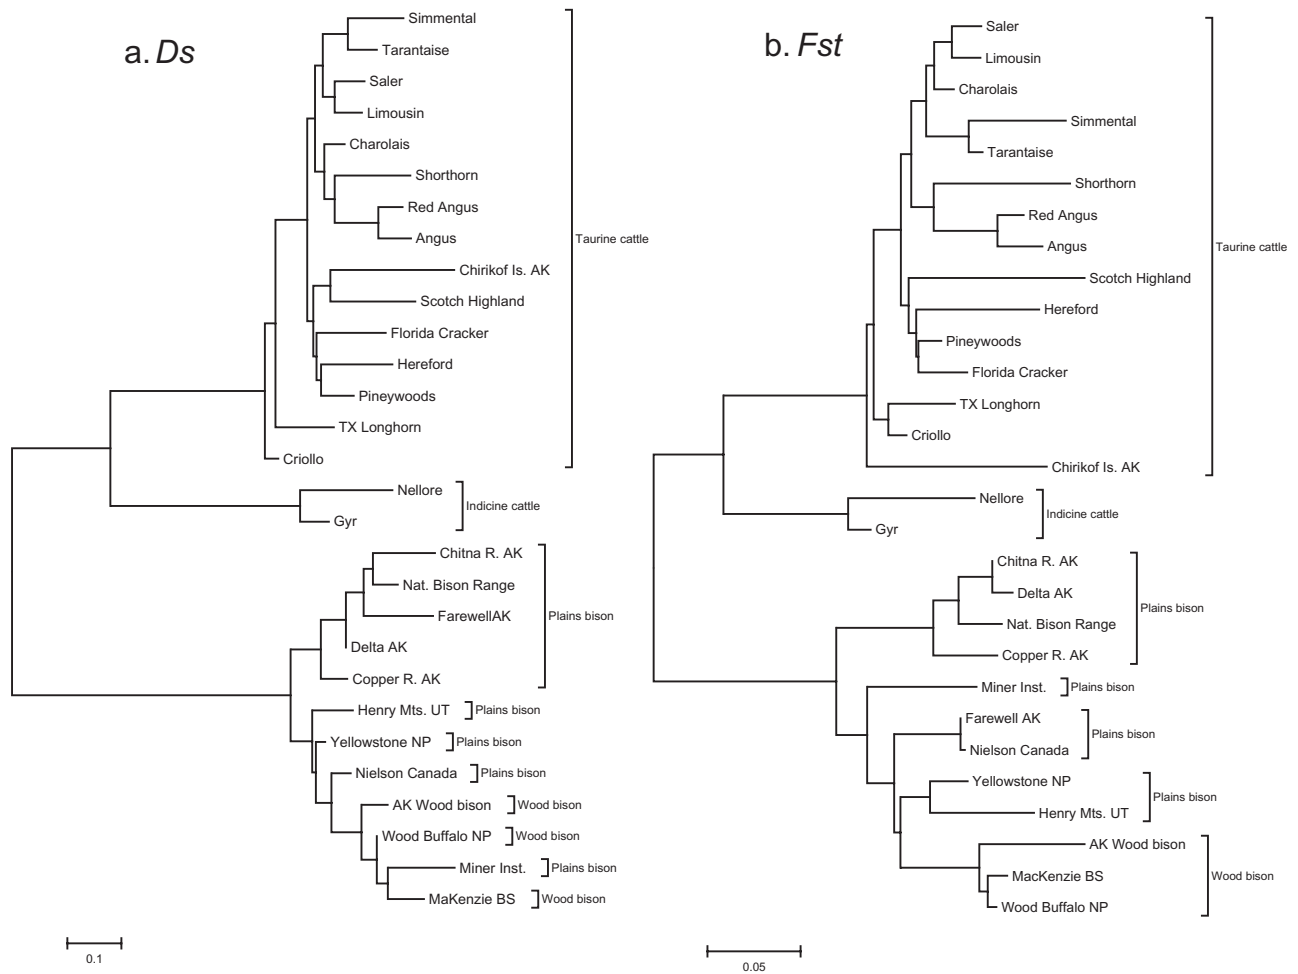 a. Ds
Simmental
Tarantaise
Saler
Limousin
Charolais
Shorthorn
Red Angus
Angus
Taurine cattle
Chirikof Is. AK
Scotch Highland
Florida Cracker
Hereford
Pineywoods
TX Longhorn
Criollo
Nellore
Indicine cattle
Gyr
Chitna R. AK
Nat. Bison Range
FarewellAK
Plains bison
Delta AK
Copper R. AK
Henry Mts. UT Plains bison
Yellowstone NP Plains bison
Nielson Canada Plains bison
AK Wood bison Wood bison
Wood Buffalo NP Wood bison
Miner Inst. Plains bison
MaKenzie BS Wood bison
0.1
b. Fst
Saler
Limousin
Charolais
Simmental
Tarantaise
Shorthorn
Red Angus
Angus
Taurine cattle
Scotch Highland
Hereford
Pineywoods
Florida Cracker
TX Longhorn
Criollo
Chirikof Is. AK
Nellore
Indicine cattle
Gyr
Chitna R. AK
Delta AK
Plains bison
Nat. Bison Range
Copper R. AK
Miner Inst. Plains bison
Farewell AK
Plains bison
Nielson Canada
Yellowstone NP
Plains bison
Henry Mts. UT
AK Wood bison
MacKenzie BS
Wood bison
Wood Buffalo NP
0.05